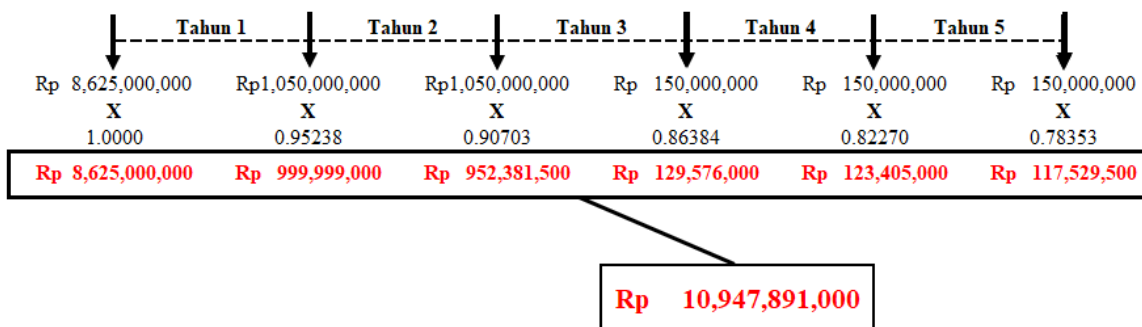 Tahun 1 Tahun 2 Tahun 3 Tahun 4 Tahun 5
Rp 8,625,000,000 Rp1,050,000,000 Rp1,050,000,000 Rp 150,000,000 Rp 150,000,000 Rp 150,000,000
X X X X X X
1.0000 0.95238 0.90703 0.86384 0.82270 0.78353
Rp 8,625,000,000 Rp 999,999,000 Rp 952,381,500 Rp 129,576,000 Rp 123,405,000 Rp 117,529,500
Rp 10,947,891,000